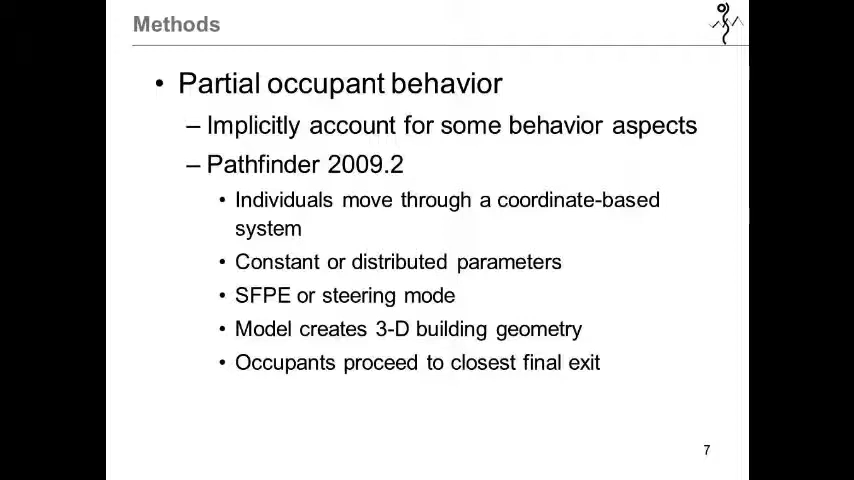 Methods
• Partial occupant behavior
– Implicitly account for some behavior aspects
– Pathfinder 2009.2
• Individuals move through a coordinate-based
system
• Constant or distributed parameters
• SFPE or steering mode
• Model creates 3-D building geometry
• Occupants proceed to closest final exit
7